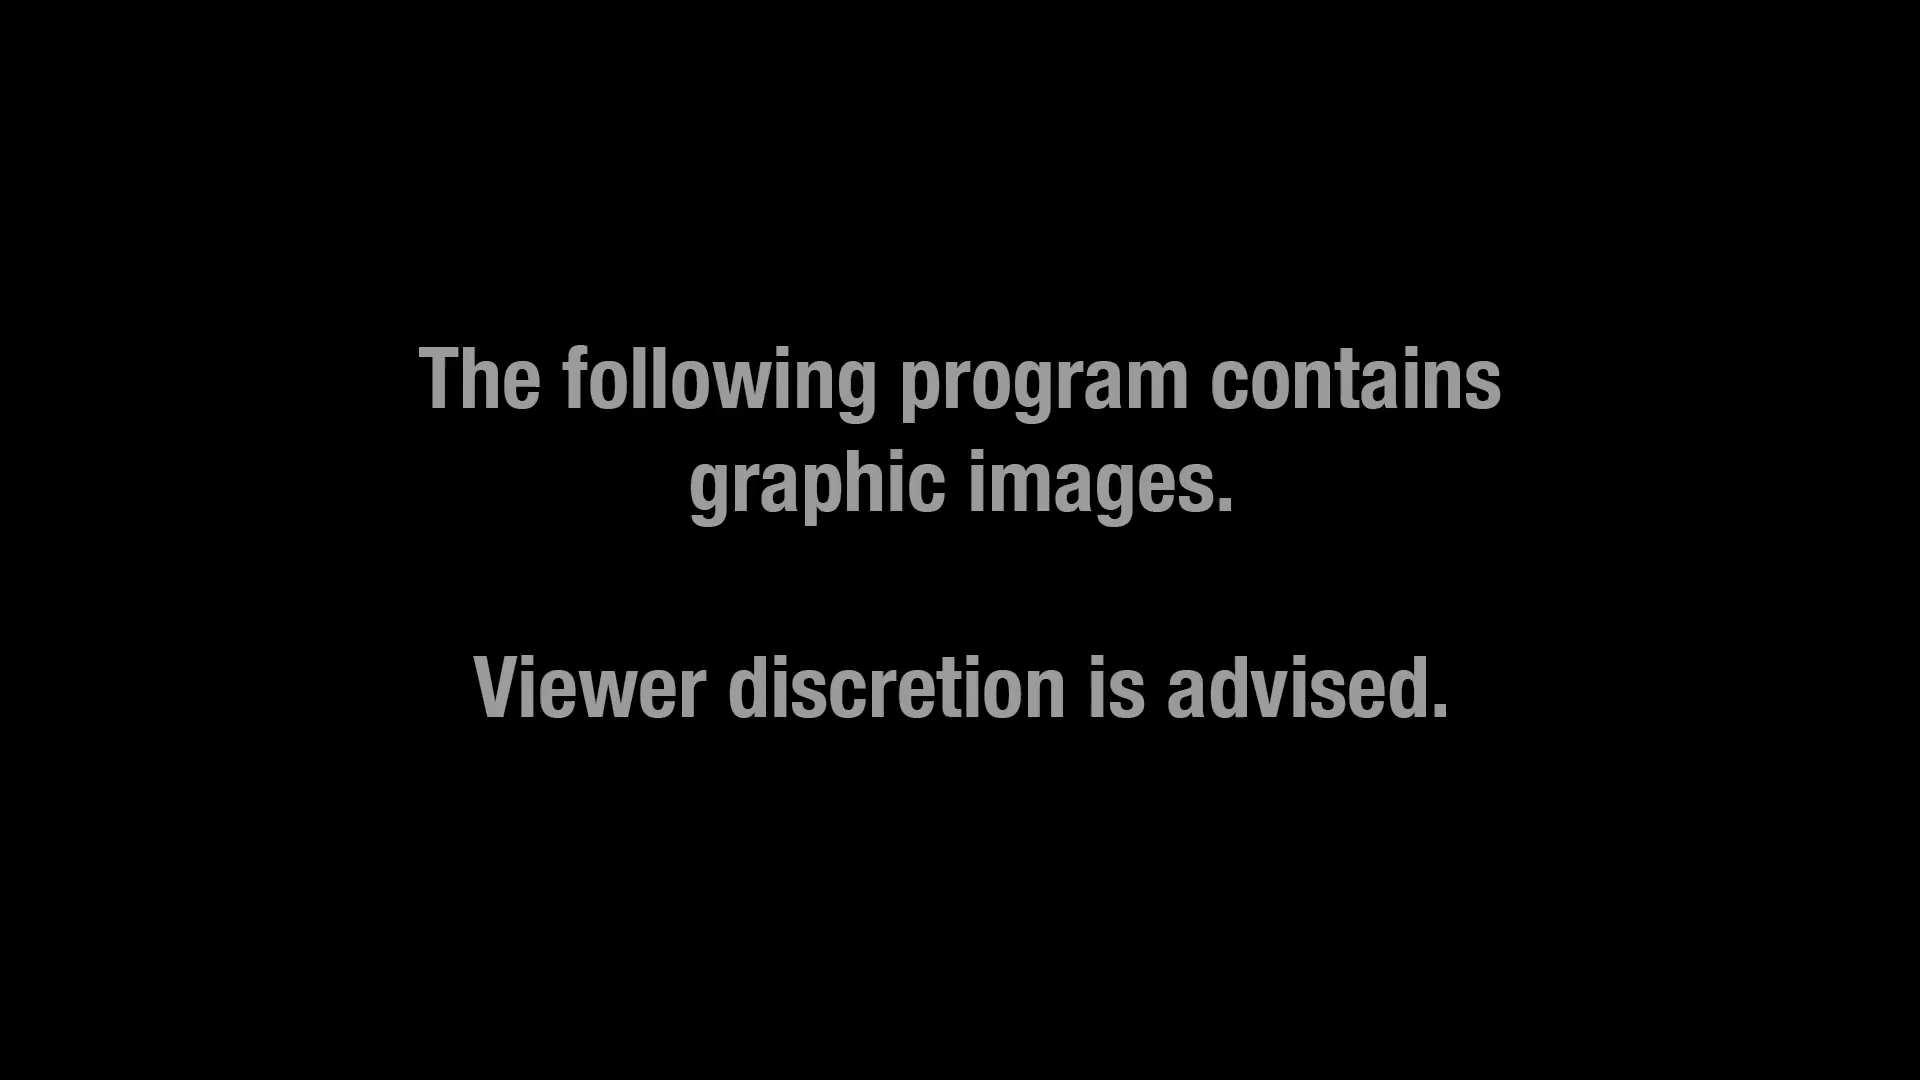 The following program contains
graphic images.
Viewer discretion is advised.